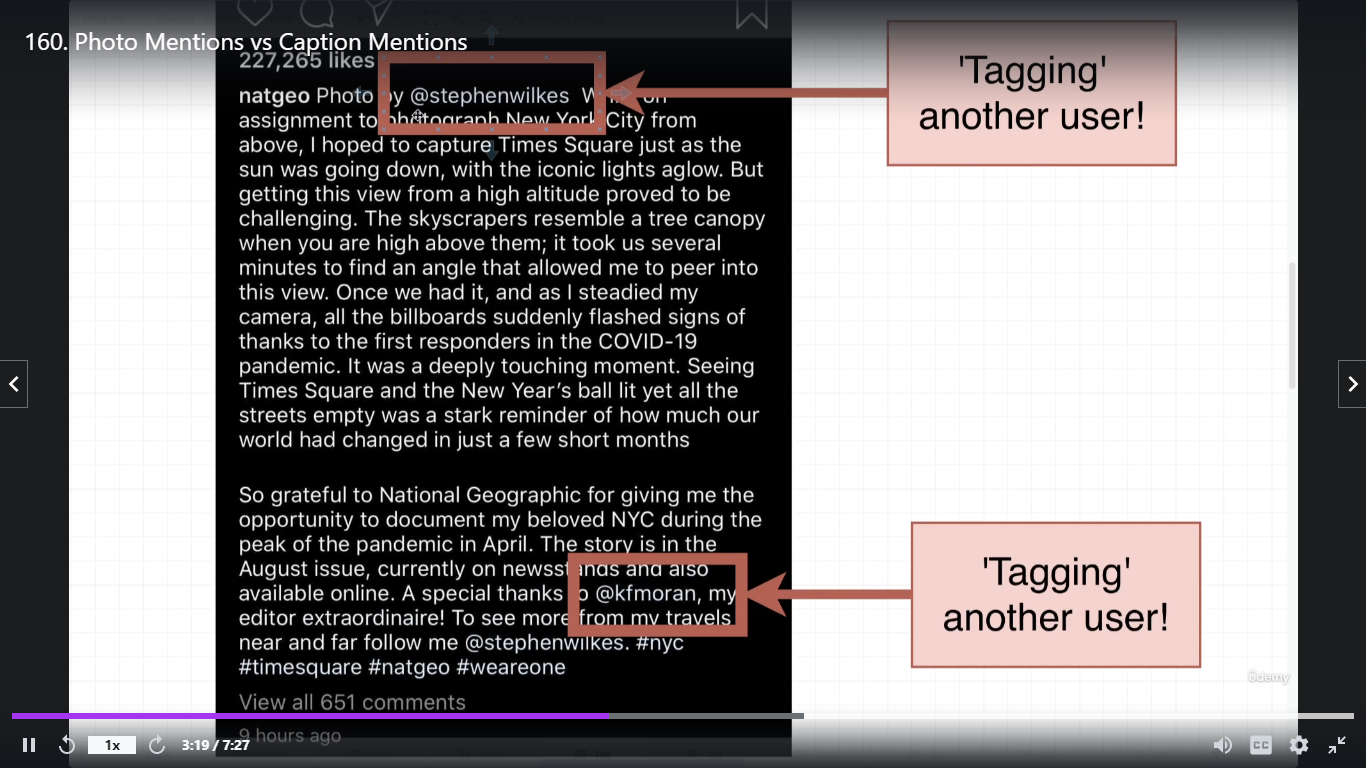 160. Photo Mentions vs Caption Mentions
227,265 likes
natgeo Photo by @stephenwilkes on
assignment to photograph New York City from
above, I hoped to capture Times Square just as the
sun was going down, with the iconic lights aglow. But
getting this view from a high altitude proved to be
challenging. The skyscrapers resemble a tree canopy
when you are high above them; it took us several
minutes to find an angle that allowed me to peer into
this view. Once we had it, and as I steadied my
camera, all the billboards suddenly flashed signs of
thanks to the first responders in the COVID-19
pandemic. It was a deeply touching moment. Seeing
Times Square and the New Year’s ball lit yet all the
streets empty was a stark reminder of how much our
world had changed in just a few short months
So grateful to National Geographic for giving me the
opportunity to document my beloved NYC during the
peak of the pandemic in April. The story is in the
August issue, currently on newsstands and also
available online. A special thanks to @kfmoran, my
editor extraordinaire! To see more from my travels
near and far follow me @stephenwilkes. #nyc
#timesquare #natgeo #weareone
View all 651 comments
9 hours ago
'Tagging'
another user!
'Tagging'
another user!
ûdemy
1x
3:19 / 7:27
CC